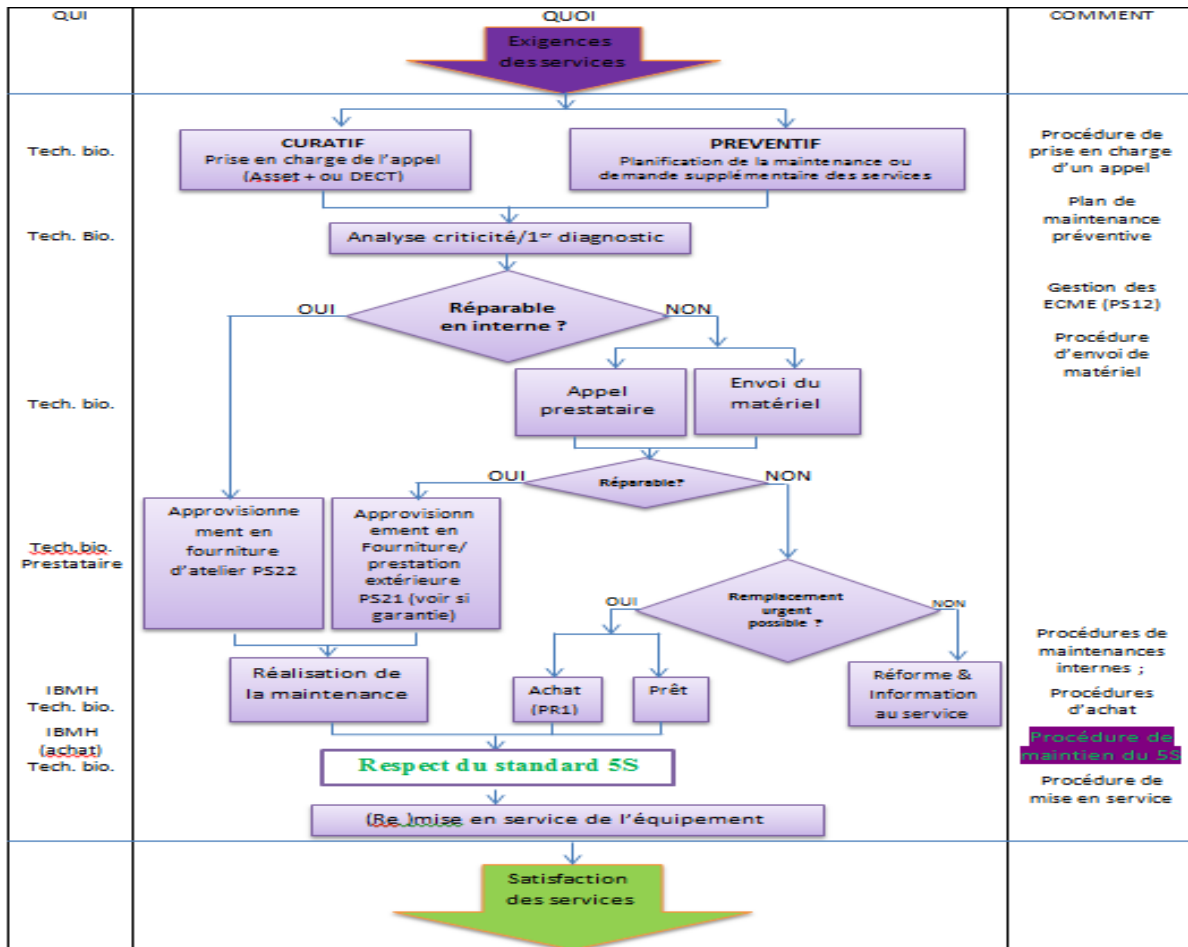 QUI
QUOI
COMMENT
Exigences
des services
Tech. bio.
CURATIF
Prise en charge de l'appel
(Asset + ou DECT)
PREVENTIF
Planification de la maintenance ou
demande supplémentaire des services
Procédure de
prise en charge
d'un appel
Plan de
maintenance
préventive
Tech. Bio.
Analyse criticité/1er diagnostic
Gestion des
ECME (PS12)
Procédure
d'envoi de
matériel
OUI
Réparable
en interne ?
NON
Tech. bio.
Appel
prestataire
Envoi du
matériel
OUI
Réparable?
NON
Tech.bio.
Prestataire
Approvisionne
ment en
fourniture
d'atelier PS22
Approvisionn
ement en
Fourniture/
prestation
extérieure
PS21 (voir si
garantie)
OUI
Remplacement
urgent
possible ?
NON
Procédures de
maintenances
internes ;
Procédures
d'achat
IBMH
Tech. bio.
Réalisation de
la maintenance
Achat
(PR1)
Prêt
Réforme &
Information
au service
IBMH
(achat)
Tech. bio.
Respect du standard 5S
Procédure de
maintien du 5S
Procédure de
mise en service
(Re )mise en service de l'équipement
Satisfaction
des services